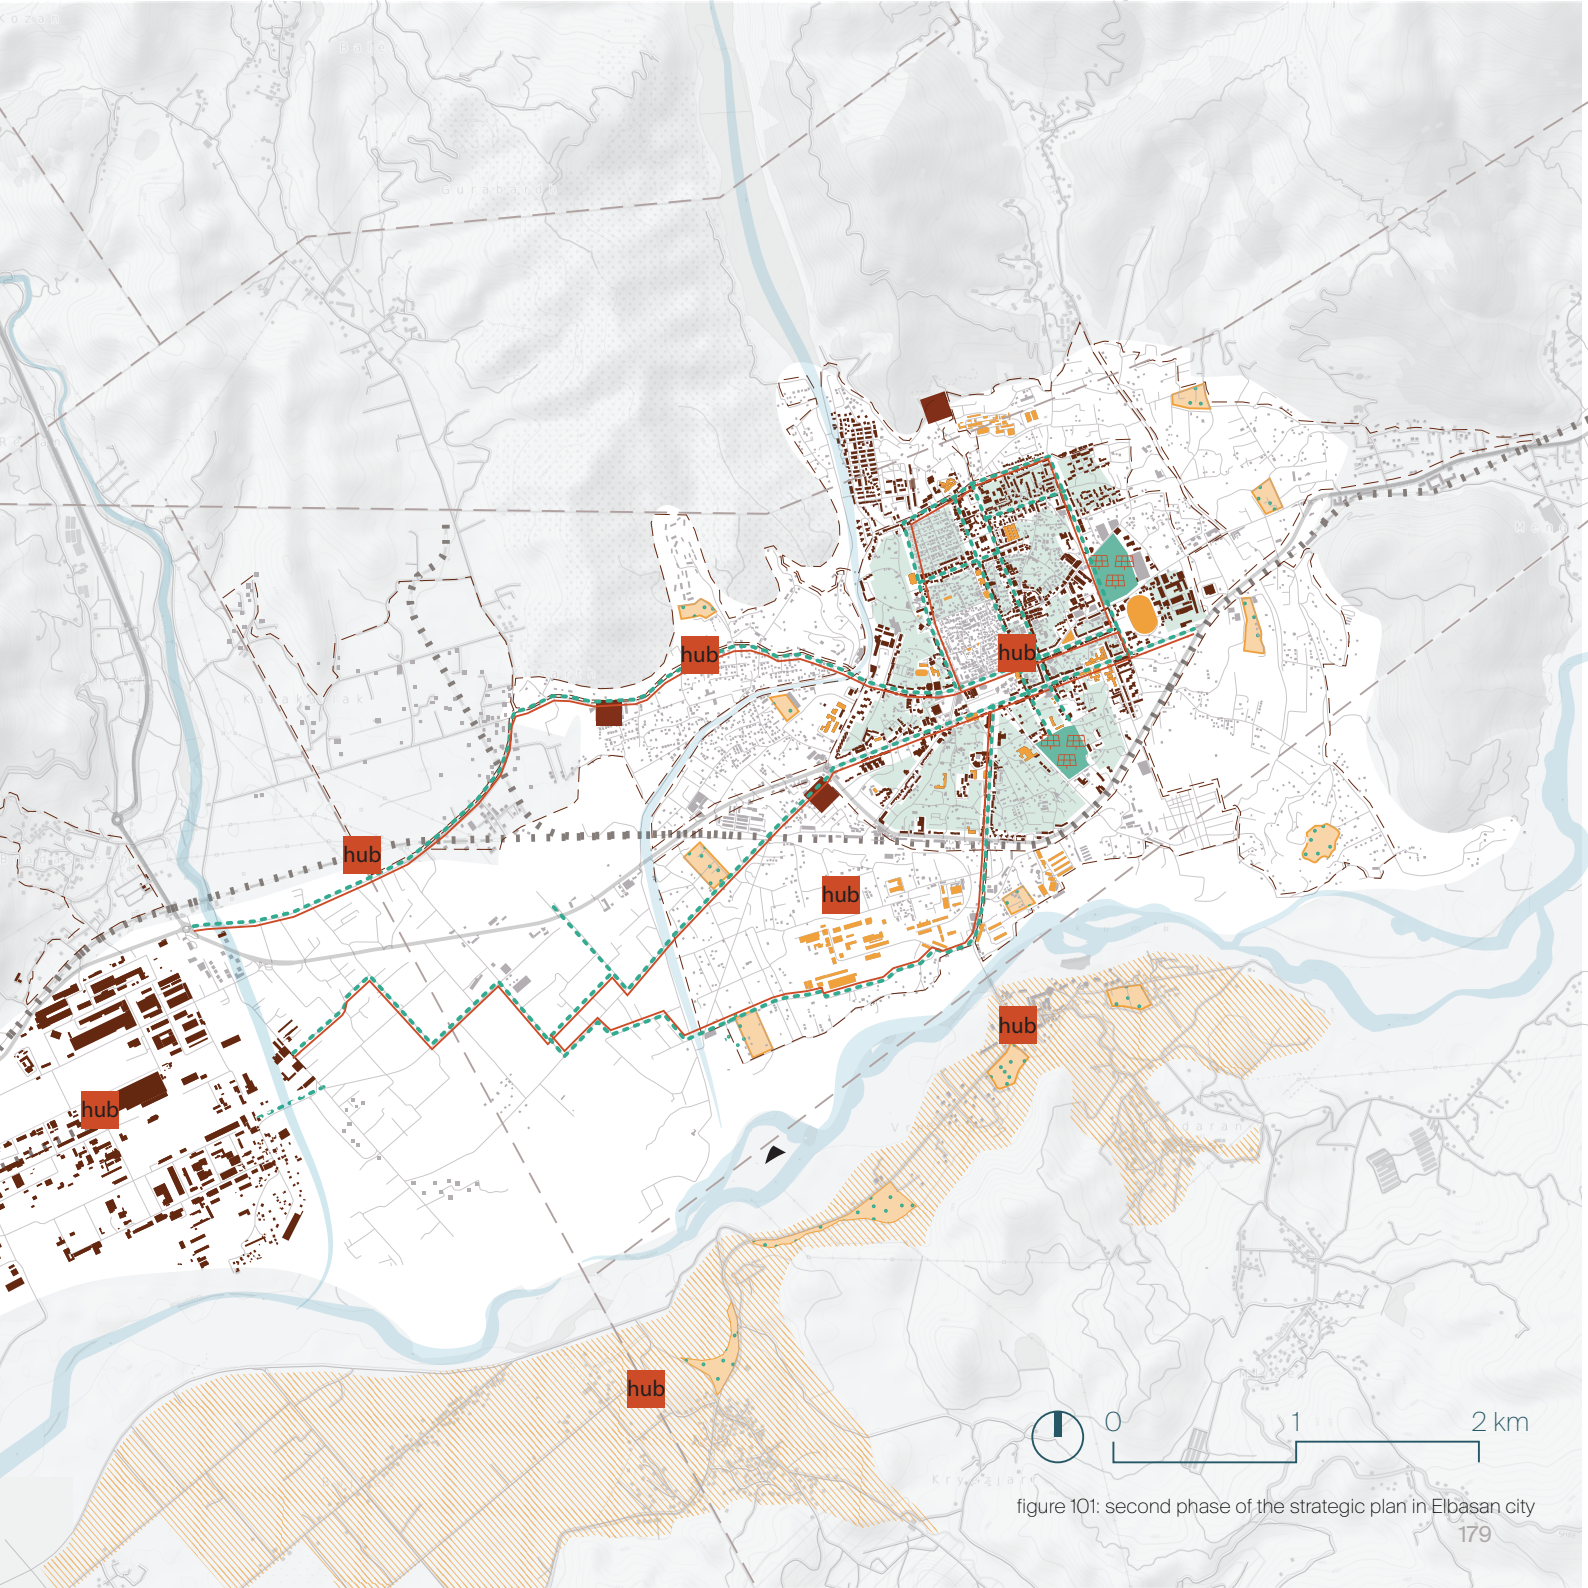 Gurabardh
hub
hub
hub
hub
hub
hub
hub
0 1 2 km
figure 101: second phase of the strategic plan in Elbasan city
179